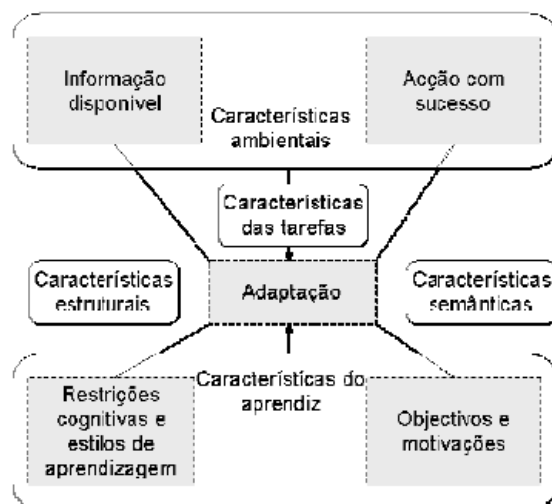 Informação
disponível
Acção com
sucesso
Características
ambientais
Características
das tarefas
Características
estruturais
Adaptação
Características
semânticas
Restrições
cognitivas e
estilos de
aprendizagem
Características do
aprendiz
Objectivos e
motivações